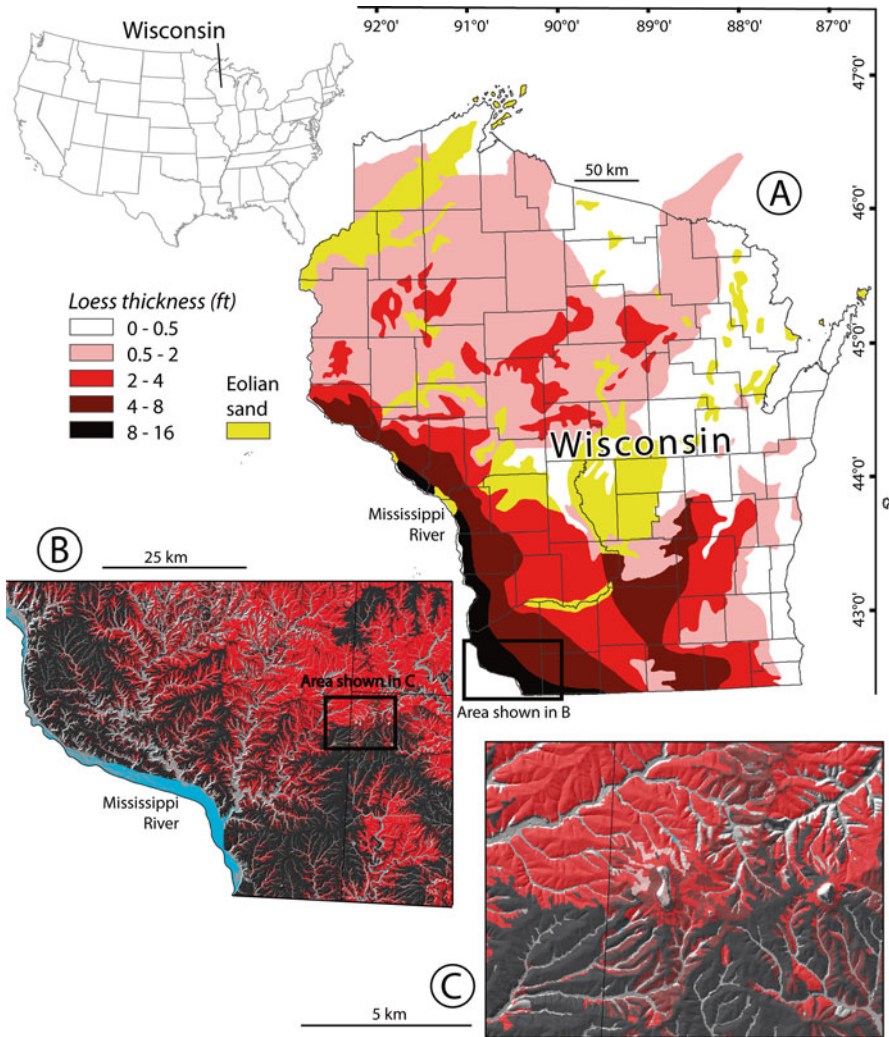 Wisconsin
92°0'
91°0'
90°0'
89°0'
88°0'
87°0'
47°0'
46°0'
45°0'
44°0'
43°0'
50 km
A
Loess thickness (ft)
0 - 0.5
0.5 - 2
2 - 4
4 - 8
8 - 16
Eolian
sand
Wisconsin
Mississippi
River
B
25 km
Area shown in C
Area shown in B
Mississippi
River
C
5 km